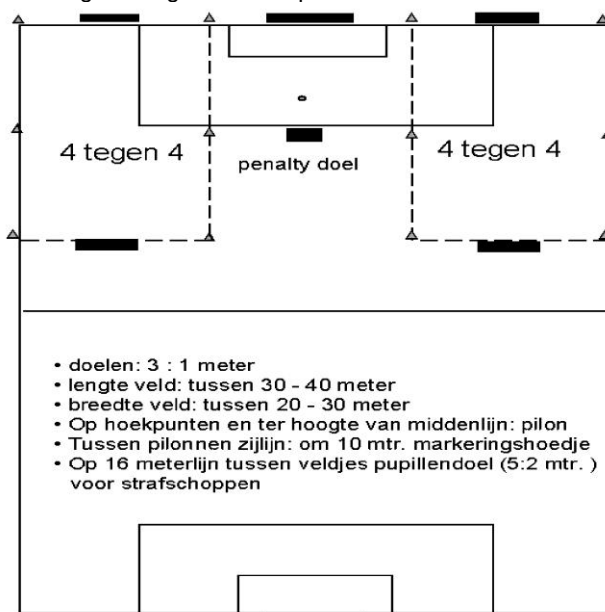 4 tegen 4
4 tegen 4
penalty doel
• doelen: 3 : 1 meter
• lengte veld: tussen 30 - 40 meter
• breedte veld: tussen 20 - 30 meter
• Op hoekpunten en ter hoogte van middenlijn: pilon
• Tussen pilonnen zijlijn: om 10 mtr. markeringshoedje
• Op 16 meterlijn tussen veldjes pupillendoel (5:2 mtr. )
voor strafschoppen